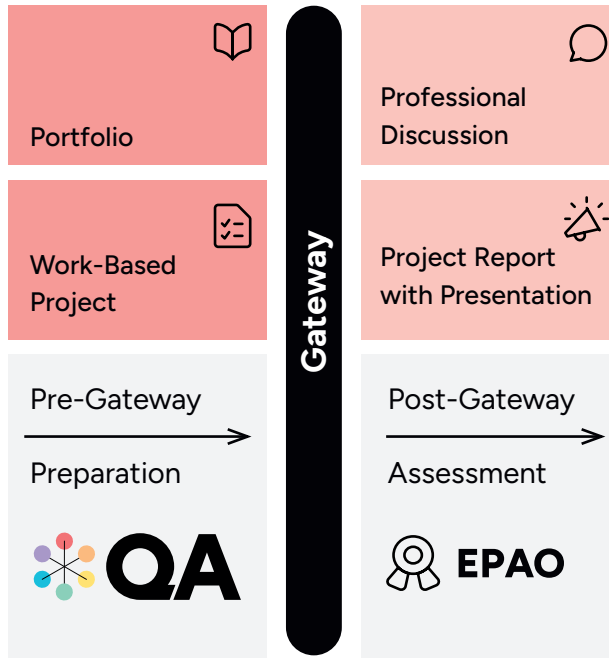 Portfolio
Work-Based
Project
Pre-Gateway
Preparation
QA
Gateway
Professional
Discussion
Project Report
with Presentation
Post-Gateway
Assessment
EPAO